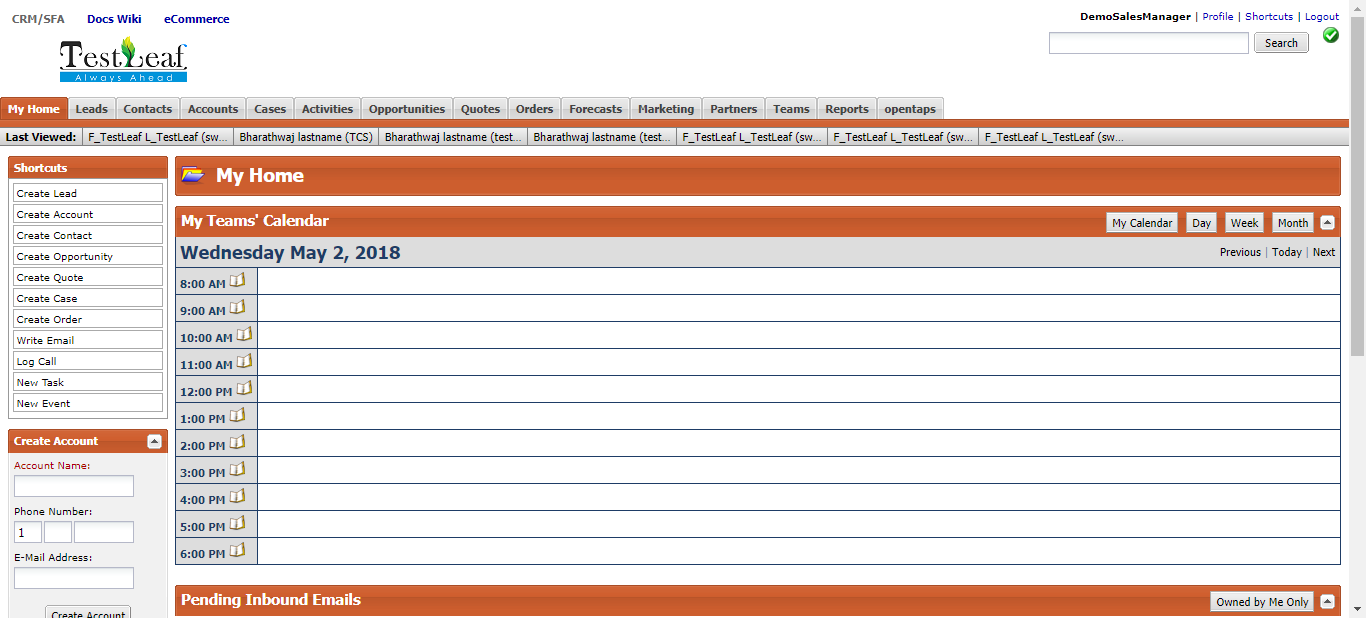 CRM/SFA Docs Wiki eCommerce
DemoSalesManager | Profile | Shortcuts | Logout
Search
TestLeaf
Always Ahead
My Home Leads Contacts Accounts Cases Activities Opportunities Quotes Orders Forecasts Marketing Partners Teams Reports opentaps
Last Viewed: F_TestLeaf L_TestLeaf (sw... Bharathwaj lastname (TCS) Bharathwaj lastname (test... Bharathwaj lastname (test... F_TestLeaf L_TestLeaf (sw... F_TestLeaf L_TestLeaf (sw... F_TestLeaf L_TestLeaf (sw...
Shortcuts
Create Lead
Create Account
Create Contact
Create Opportunity
Create Quote
Create Case
Create Order
Write Email
Log Call
New Task
New Event
Create Account
Account Name:
Phone Number:
1
E-Mail Address:
Create Account
My Home
My Teams' Calendar My Calendar Day Week Month
Wednesday May 2, 2018 Previous | Today | Next
8:00 AM
9:00 AM
10:00 AM
11:00 AM
12:00 PM
1:00 PM
2:00 PM
3:00 PM
4:00 PM
5:00 PM
6:00 PM
Pending Inbound Emails Owned by Me Only